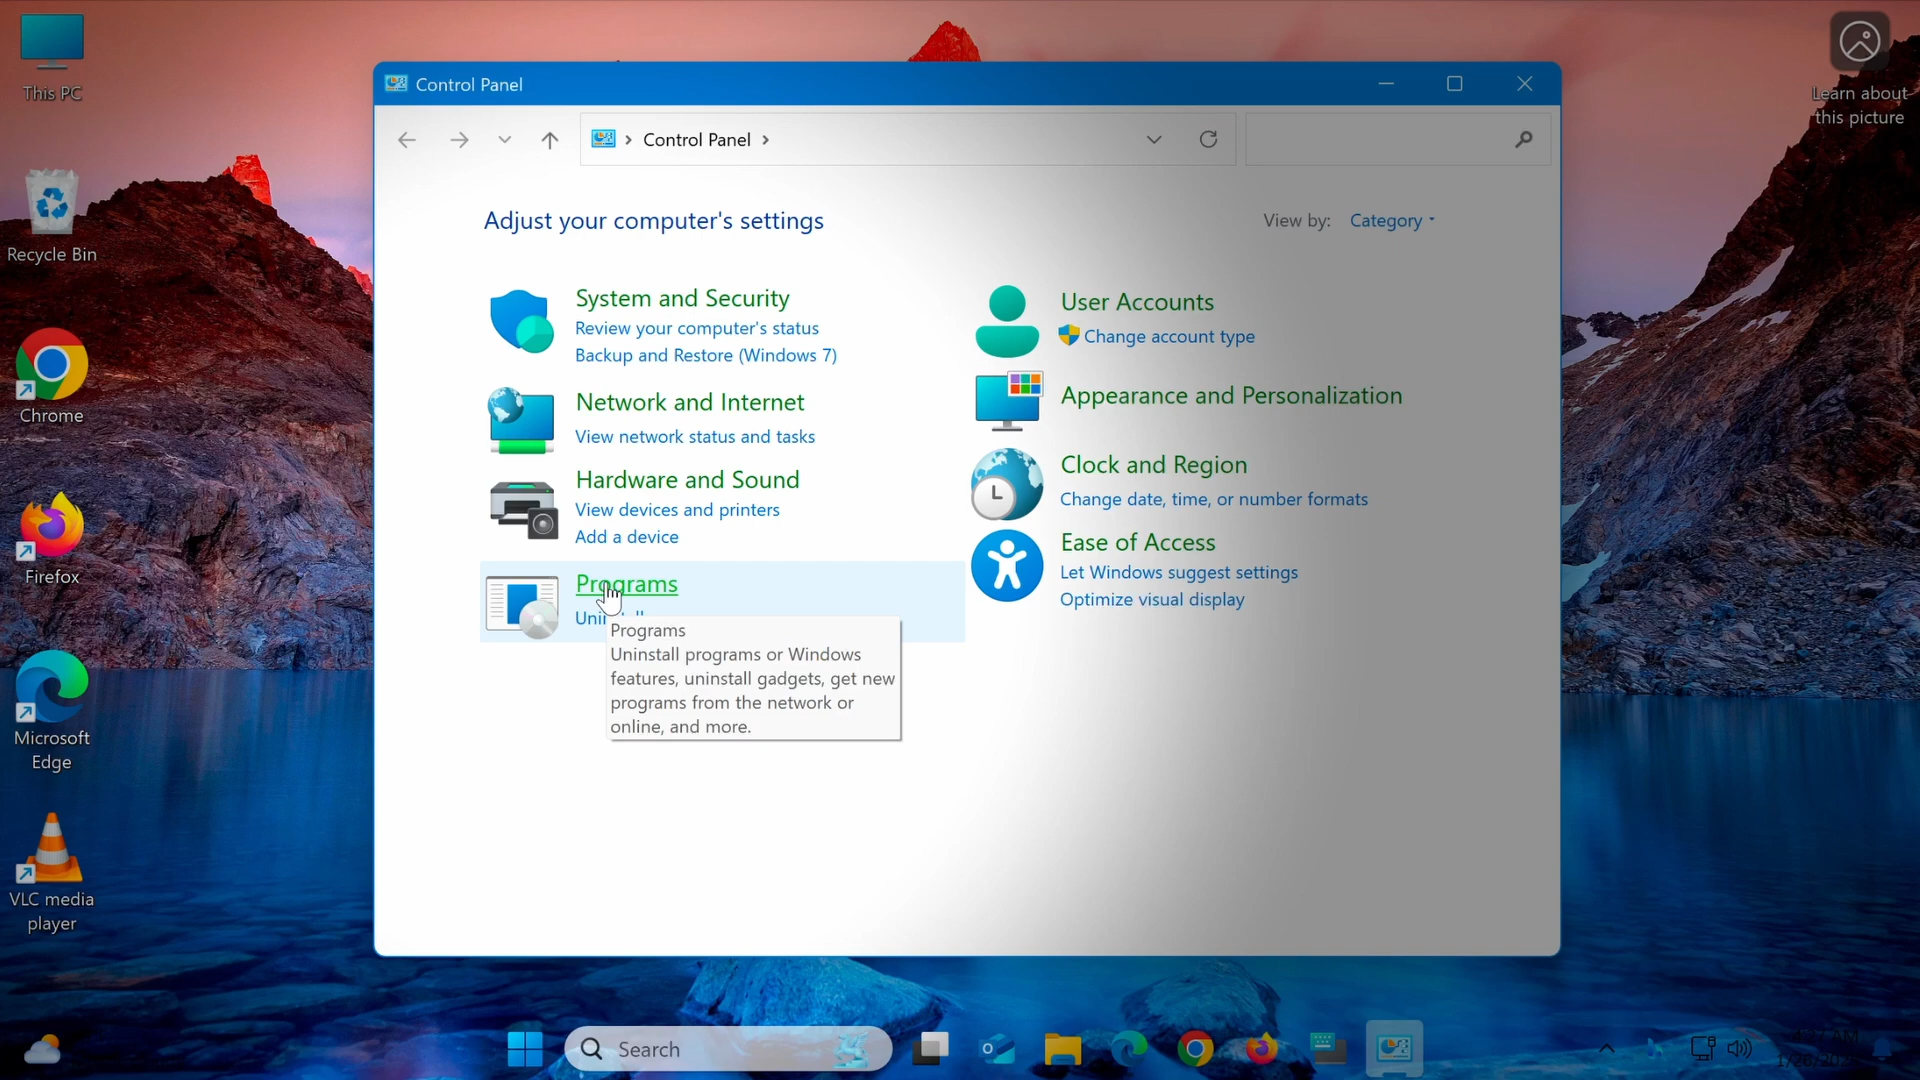 This PC
Recycle Bin
Chrome
Firefox
Microsoft
Edge
VLC media
player
Learn about
this picture
Control Panel
Control Panel
Adjust your computer's settings
View by: Category
System and Security
Review your computer's status
Backup and Restore (Windows 7)
Network and Internet
View network status and tasks
Hardware and Sound
View devices and printers
Add a device
Programs
Programs
Uninstall programs or Windows
features, uninstall gadgets, get new
programs from the network or
online, and more.
User Accounts
Change account type
Appearance and Personalization
Clock and Region
Change date, time, or number formats
Ease of Access
Let Windows suggest settings
Optimize visual display
Search